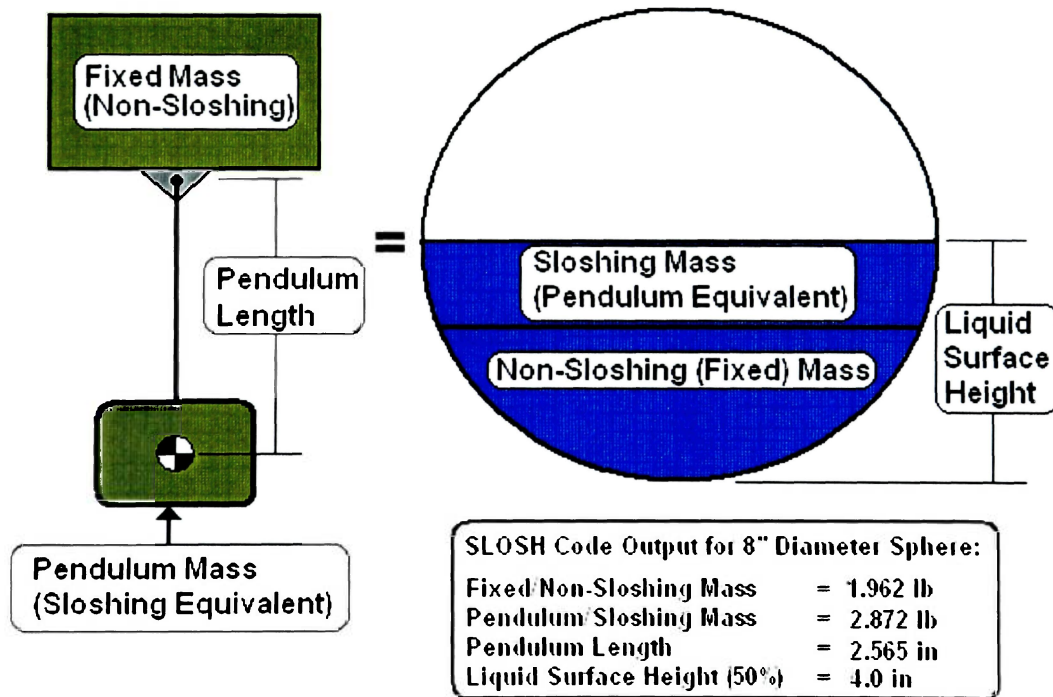 Fixed Mass
(Non-Sloshing)
Pendulum
Length
Pendulum Mass
(Sloshing Equivalent)
=
Sloshing Mass
(Pendulum Equivalent)
Non-Sloshing (Fixed) Mass
Liquid
Surface
Height
SLOSH Code Output for 8" Diameter Sphere:
Fixed/Non-Sloshing Mass = 1.962 lb
Pendulum/Sloshing Mass = 2.872 lb
Pendulum Length = 2.565 in
Liquid Surface Height (50%) = 4.0 in